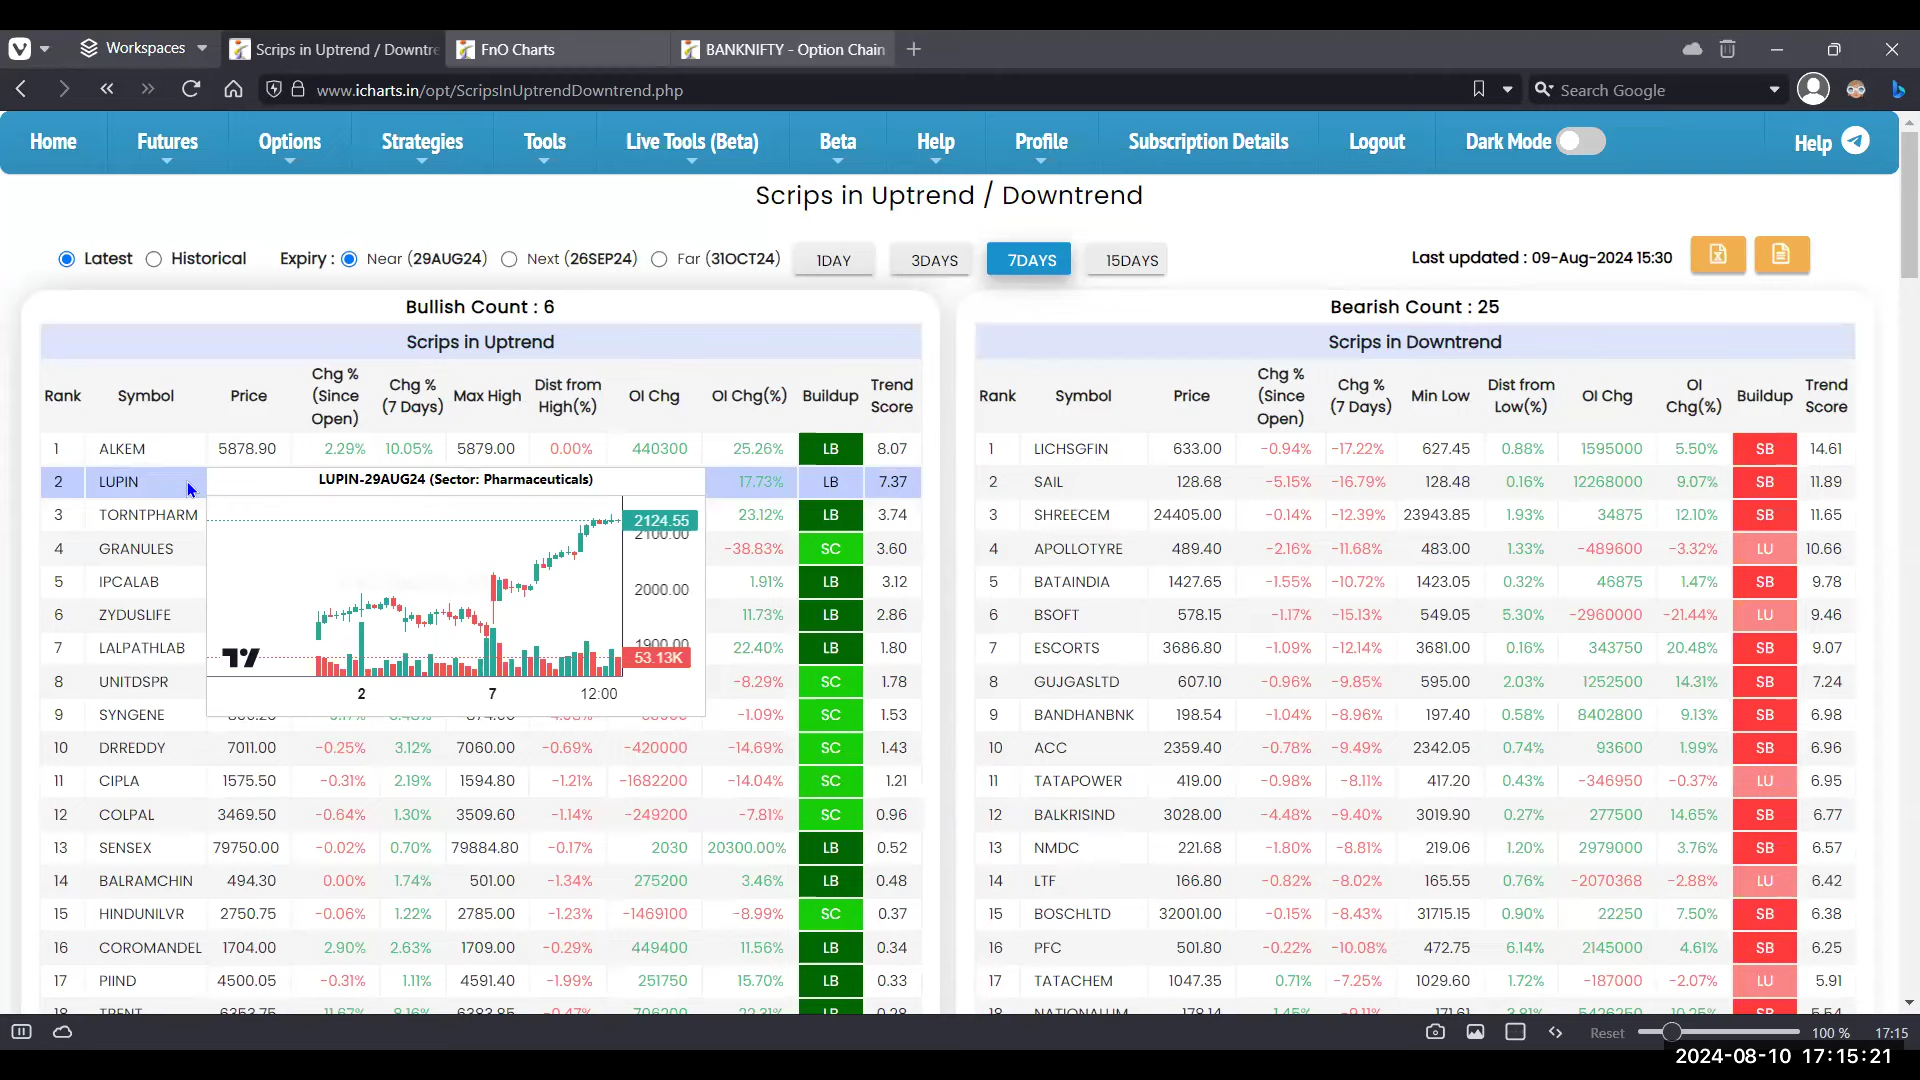 Workspaces
Scrips in Uptrend / Downtre
FnO Charts
BANKNIFTY - Option Chain
www.icharts.in/opt/ScripsInUptrendDowntrend.php
Search Google
Home Futures Options Strategies Tools Live Tools (Beta) Beta Help Profile Subscription Details Logout Dark Mode Help
Scrips in Uptrend / Downtrend
Latest Historical Expiry : Near (29AUG24) Next (26SEP24) Far (31OCT24) 1DAY 3DAYS 7DAYS 15DAYS Last updated : 09-Aug-2024 15:30
Bullish Count : 6
Scrips in Uptrend
Rank Symbol Price Chg % (Since Open) Chg % (7 Days) Max High Dist from High(%) OI Chg OI Chg(%) Buildup Trend Score
1 ALKEM 5878.90 2.29% 10.05% 5879.00 0.00% 440300 25.26% LB 8.07
2 LUPIN 17.73% LB 7.37
3 TORNTPHARM 23.12% LB 3.74
4 GRANULES -38.83% SC 3.60
5 IPCALAB 1.91% LB 3.12
6 ZYDUSLIFE 11.73% LB 2.86
7 LALPATHLAB 22.40% LB 1.80
8 UNITDSPR -8.29% SC 1.78
9 SYNGENE -1.09% SC 1.53
10 DRREDDY 7011.00 -0.25% 3.12% 7060.00 -0.69% -420000 -14.69% SC 1.43
11 CIPLA 1575.50 -0.31% 2.19% 1594.80 -1.21% -1682200 -14.04% SC 1.21
12 COLPAL 3469.50 -0.64% 1.30% 3509.60 -1.14% -249200 -7.81% SC 0.96
13 SENSEX 79750.00 -0.02% 0.70% 79884.80 -0.17% 2030 20300.00% LB 0.52
14 BALRAMCHIN 494.30 0.00% 1.74% 501.00 -1.34% 275200 3.46% LB 0.48
15 HINDUNILVR 2750.75 -0.06% 1.22% 2785.00 -1.23% -1469100 -8.99% SC 0.37
16 COROMANDEL 1704.00 2.90% 2.63% 1709.00 -0.29% 449400 11.56% LB 0.34
17 PIIND 4500.05 -0.31% 1.11% 4591.40 -1.99% 251750 15.70% LB 0.33
LUPIN-29AUG24 (Sector: Pharmaceuticals)
2124.55
2100.00
2000.00
1900.00
53.13K
2 7 12:00
Bearish Count : 25
Scrips in Downtrend
Rank Symbol Price Chg % (Since Open) Chg % (7 Days) Min Low Dist from Low(%) OI Chg OI Chg(%) Buildup Trend Score
1 LICHSGFIN 633.00 -0.94% -17.22% 627.45 0.88% 1595000 5.50% SB 14.61
2 SAIL 128.68 -5.15% -16.79% 128.48 0.16% 12268000 9.07% SB 11.89
3 SHREECEM 24405.00 -0.14% -12.39% 23943.85 1.93% 34875 12.10% SB 11.65
4 APOLLOTYRE 489.40 -2.16% -11.68% 483.00 1.33% -489600 -3.32% LU 10.66
5 BATAINDIA 1427.65 -1.55% -10.72% 1423.05 0.32% 46875 1.47% SB 9.78
6 BSOFT 578.15 -1.17% -15.13% 549.05 5.30% -2960000 -21.44% LU 9.46
7 ESCORTS 3686.80 -1.09% -12.14% 3681.00 0.16% 343750 20.48% SB 9.07
8 GUJGASLTD 607.10 -0.96% -9.85% 595.00 2.03% 1252500 14.31% SB 7.24
9 BANDHANBNK 198.54 -1.04% -8.96% 197.40 0.58% 8402800 9.13% SB 6.98
10 ACC 2359.40 -0.78% -9.49% 2342.05 0.74% 93600 1.99% SB 6.96
11 TATAPOWER 419.00 -0.98% -8.11% 417.20 0.43% -346950 -0.37% LU 6.95
12 BALKRISIND 3028.00 -4.48% -9.40% 3019.90 0.27% 277500 14.65% SB 6.77
13 NMDC 221.68 -1.80% -8.81% 219.06 1.20% 2979000 3.76% SB 6.57
14 LTF 166.80 -0.82% -8.02% 165.55 0.76% -2070368 -2.88% LU 6.42
15 BOSCHLTD 32001.00 -0.15% -8.43% 31715.15 0.90% 22250 7.50% SB 6.38
16 PFC 501.80 -0.22% -10.08% 472.75 6.14% 2145000 4.61% SB 6.25
17 TATACHEM 1047.35 0.71% -7.25% 1029.60 1.72% -187000 -2.07% LU 5.91
Reset 100 % 17:15
2024-08-10 17:15:21